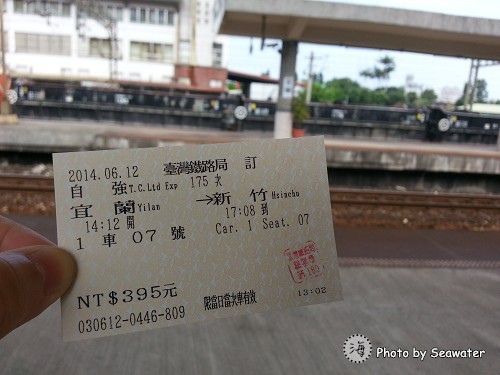 2014.06.12 臺灣鐵路局 訂
自 強 T.C.Ltd Exp 175 次
宜 蘭 Yilan →新 竹 Hsinchu
14:12 開 17:08 到
1 車 07 號 Car. 1 Seat. 07
NT$395元 限當日當次車有效
030612-0446-809 13:02
海 Photo by Seawater